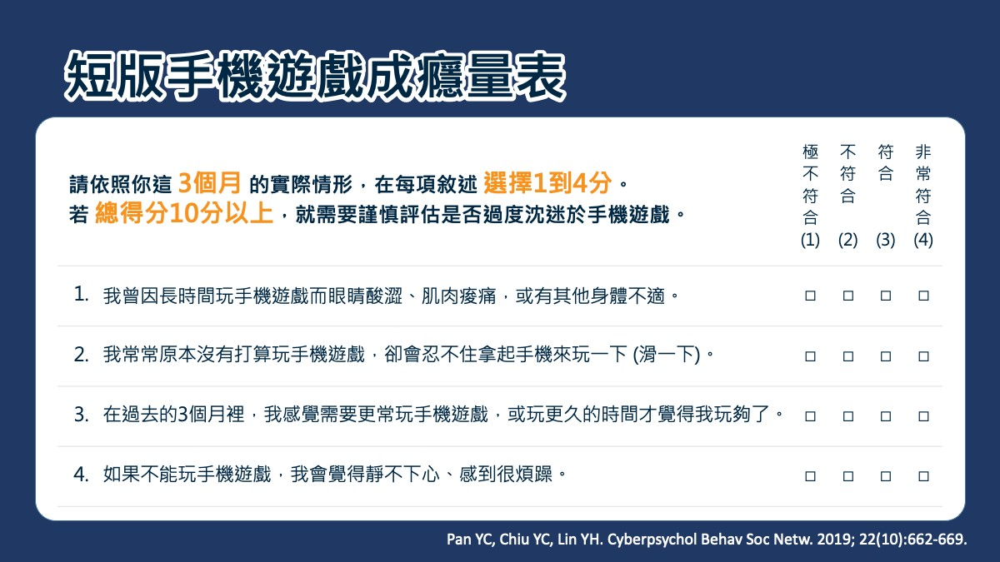 短版手機遊戲成癮量表
請依照你這 3個月 的實際情形，在每項敘述 選擇1到4分。
若 總得分10分以上，就需要謹慎評估是否過度沈迷於手機遊戲。
極不符合(1)
不符合(2)
符合(3)
非常符合(4)
1. 我曾因長時間玩手機遊戲而眼睛酸澀、肌肉痠痛，或有其他身體不適。 □ □ □ □
2. 我常常原本沒有打算玩手機遊戲，卻會忍不住拿起手機來玩一下 (滑一下)。 □ □ □ □
3. 在過去的3個月裡，我感覺需要更常玩手機遊戲，或玩更久的時間才覺得我玩夠了。 □ □ □ □
4. 如果不能玩手機遊戲，我會覺得靜不下心、感到很煩躁。 □ □ □ □
Pan YC, Chiu YC, Lin YH. Cyberpsychol Behav Soc Netw. 2019; 22(10):662-669.